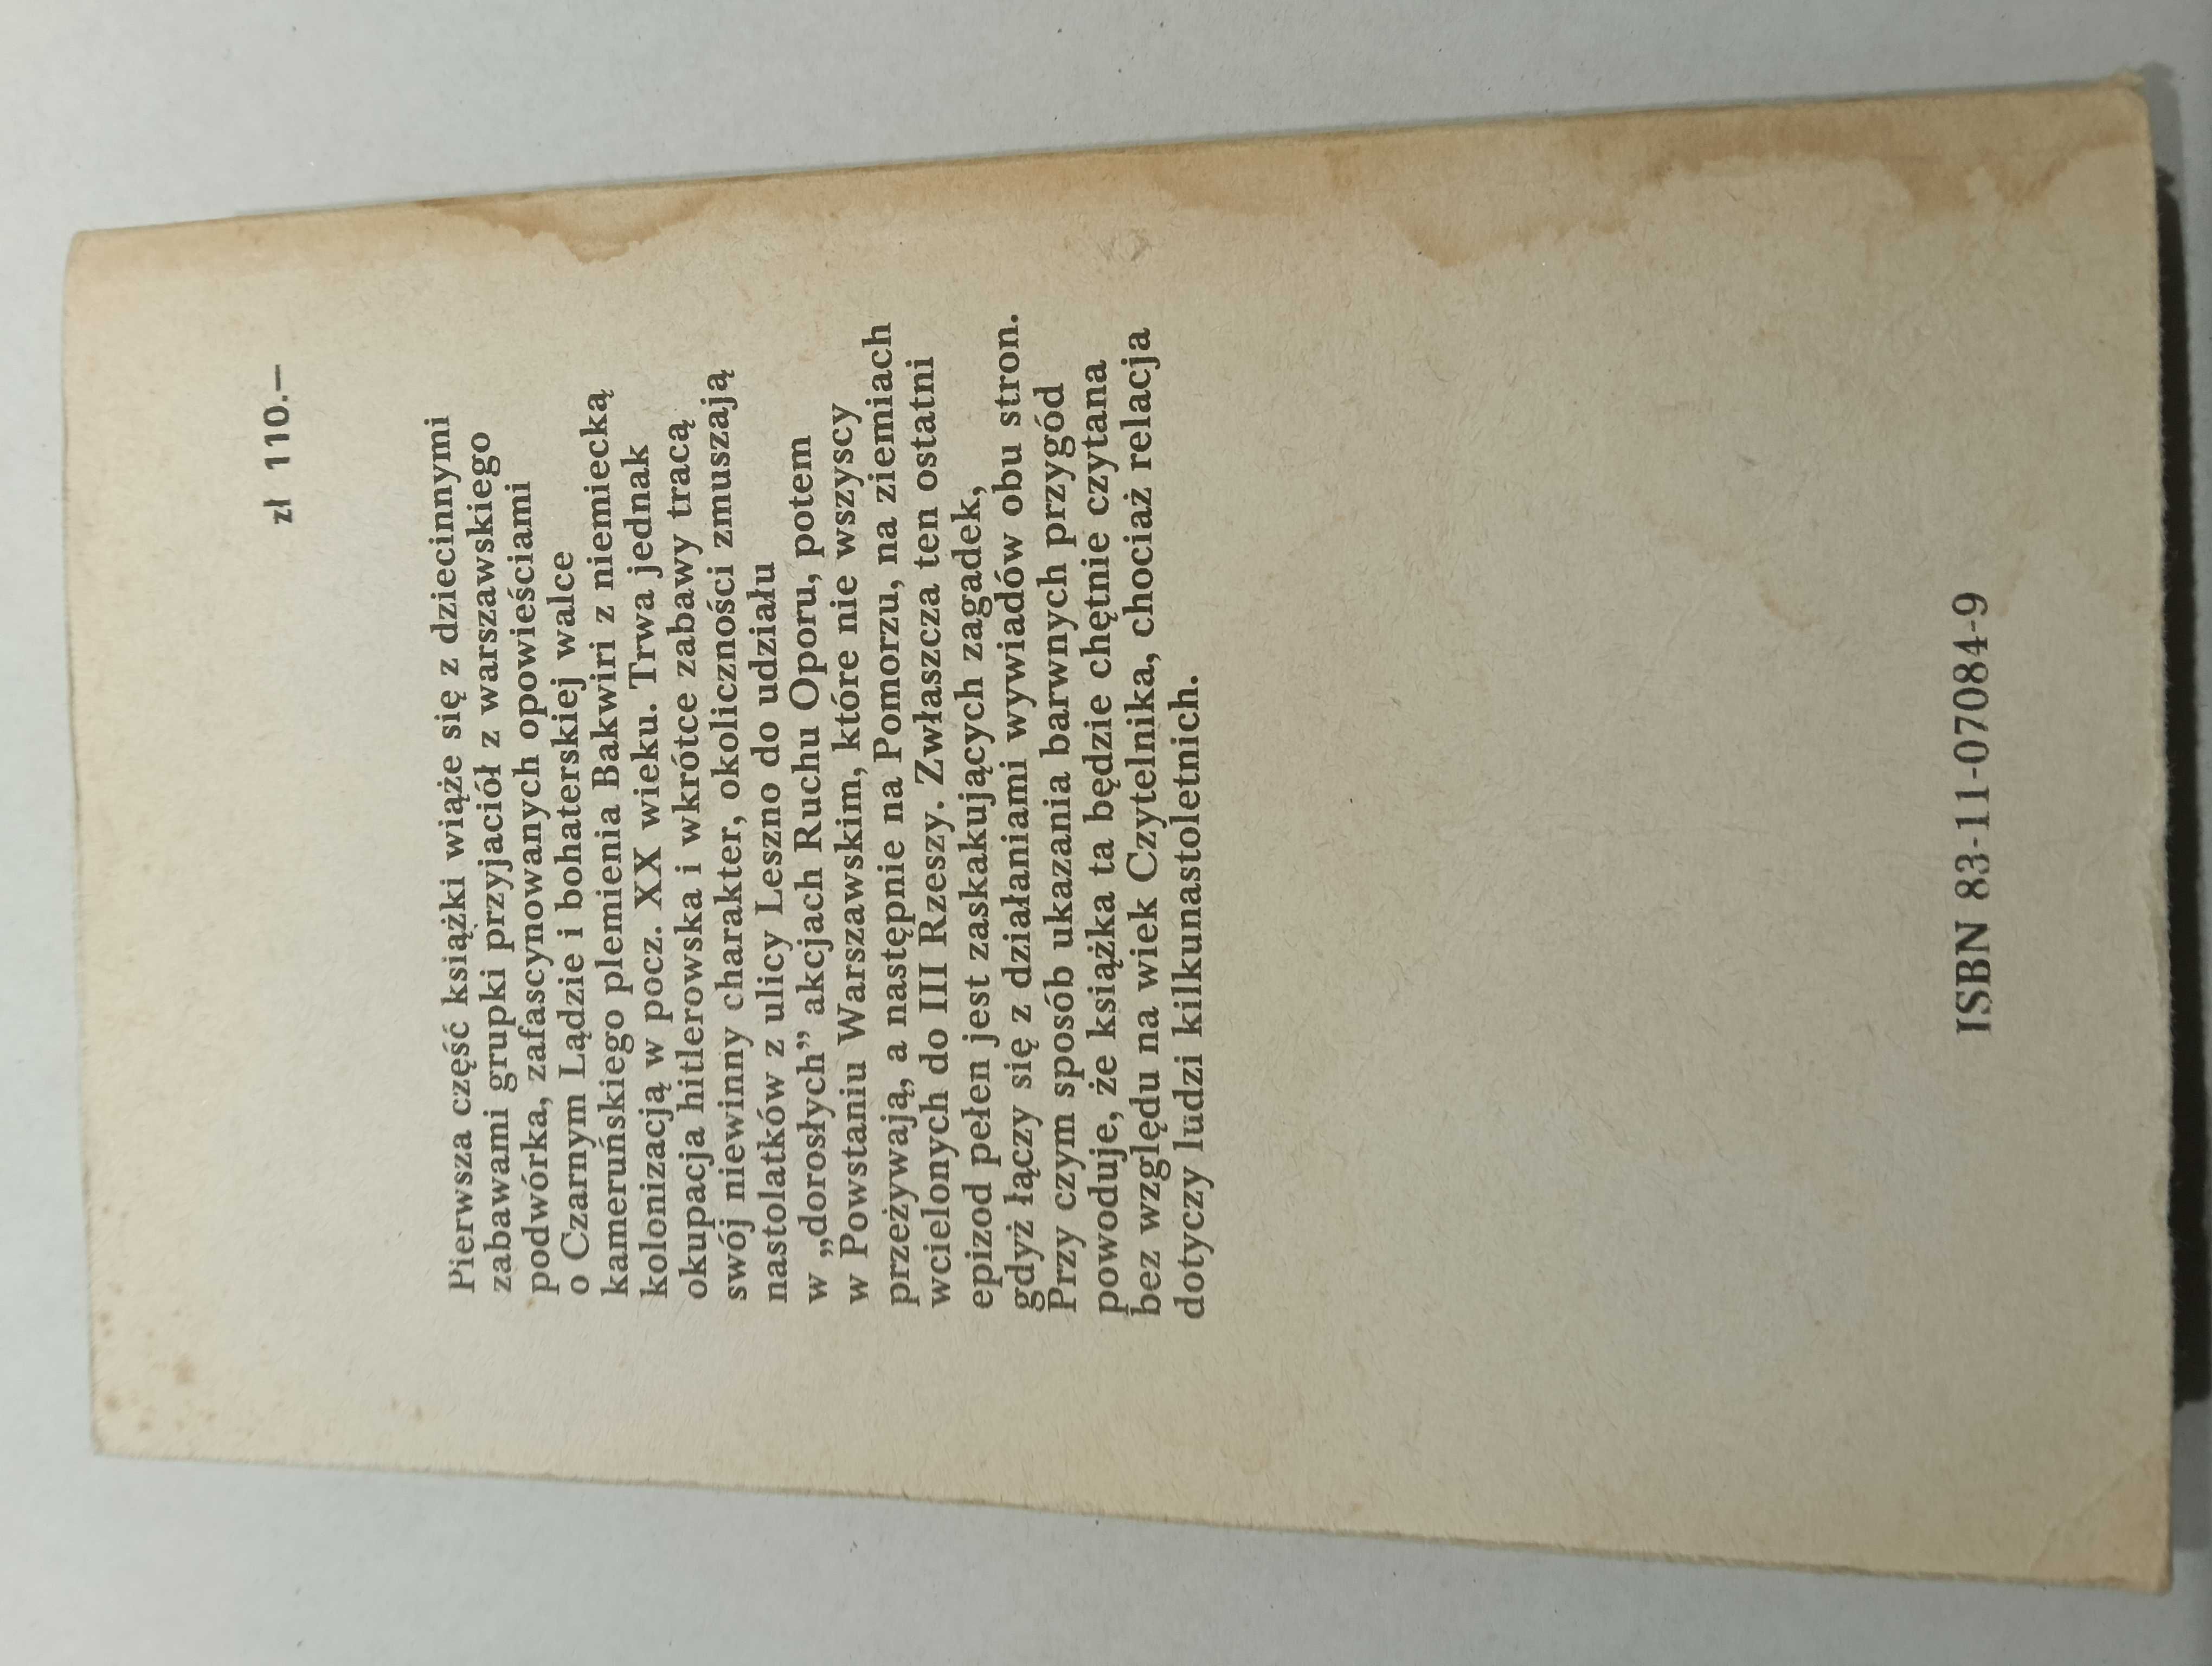 zł 110.—
Pierwsza część książki wiąże się z dziecinnymi
zabawami grupki przyjaciół z warszawskiego
podwórka, zafascynowanych opowieściami
o Czarnym Lądzie i bohaterskiej walce
kameruńskiego plemienia Bakwiri z niemiecką
kolonizacją w pocz. XX wieku. Trwa jednak
okupacja hitlerowska i wkrótce zabawy tracą
swój niewinny charakter, okoliczności zmuszają
nastolatków z ulicy Leszno do udziału
w „dorosłych” akcjach Ruchu Oporu, potem
w Powstaniu Warszawskim, które nie wszyscy
przeżywają, a następnie na Pomorzu, na ziemiach
wcielonych do III Rzeszy. Zwłaszcza ten ostatni
epizod pełen jest zaskakujących zagadek,
gdyż łączy się z działaniami wywiadów obu stron.
Przy czym sposób ukazania barwnych przygód
powoduje, że książka ta będzie chętnie czytana
bez względu na wiek Czytelnika, chociaż relacja
dotyczy ludzi kilkunastoletnich.
ISBN 83-11-07084-9